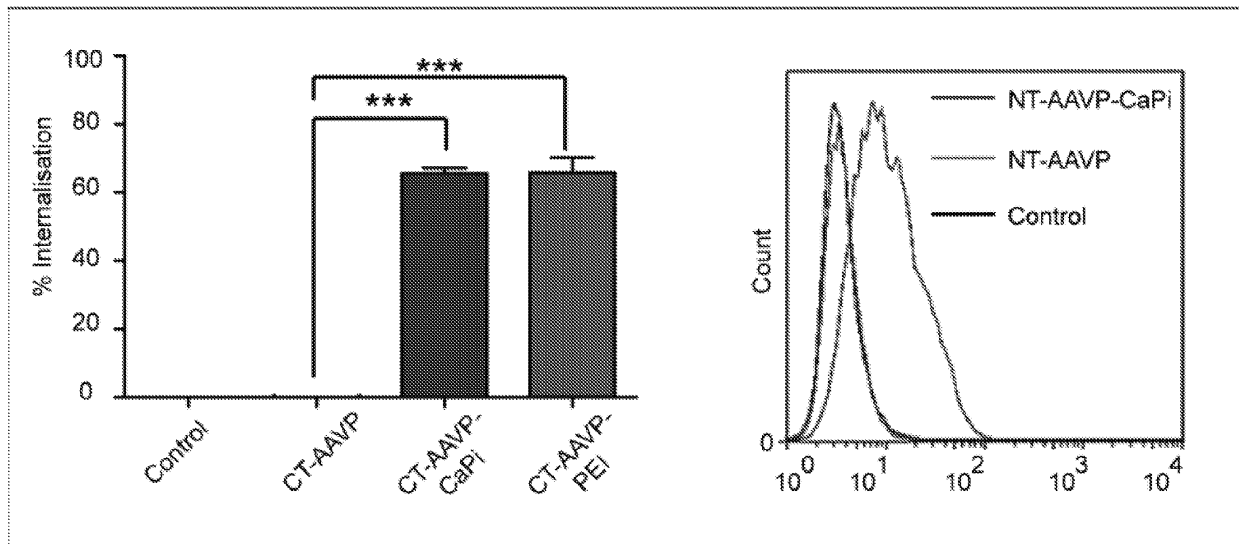 100
80
60
40
20
0
% Internalisation
***
***
Control
CT-AAVP
CT-AAVP-
CaPi
CT-AAVP-
PEI
NT-AAVP-CaPi
NT-AAVP
Control
Count
0
10^0
10^1
10^2
10^3
10^4